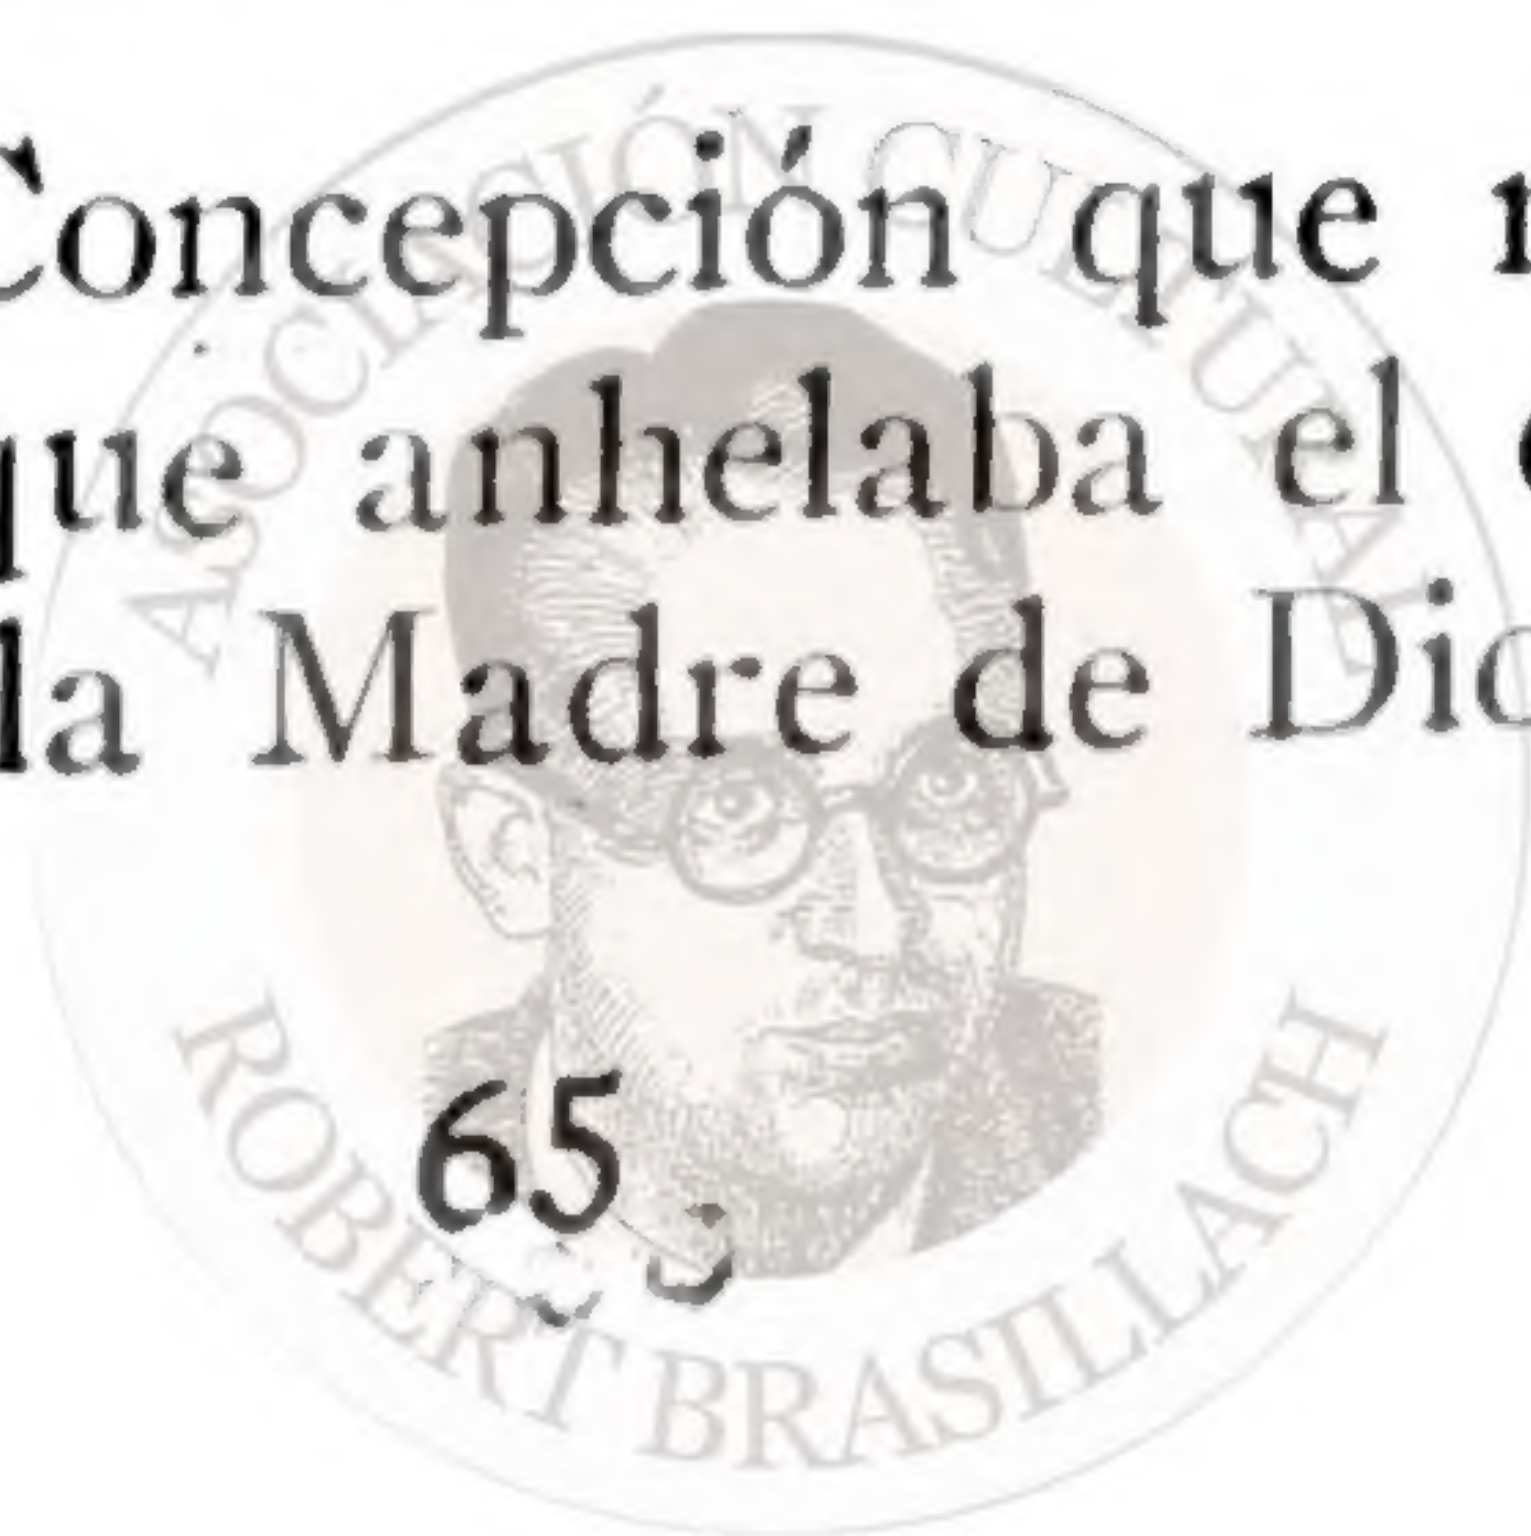 Concepción que
que anhelaba el
la Madre de
65
ASOCIACIÓN CULTURAL
ROBERT BRASILLACH